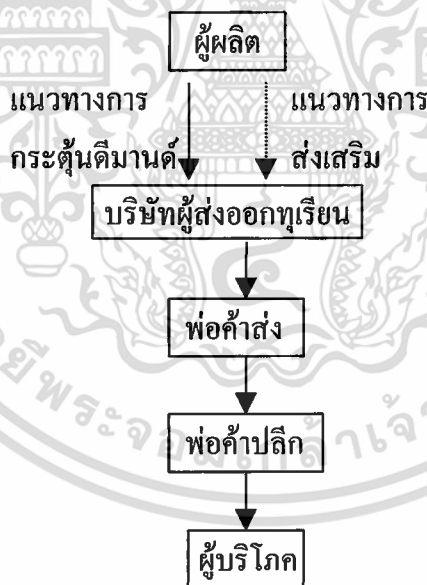 ผู้ผลิต
แนวทางการ
กระตุ้นดีมานด์
แนวทางการ
ส่งเสริม
บริษัทผู้ส่งออกทุเรียน
พ่อค้าส่ง
พ่อค้าปลีก
ผู้บริโภค